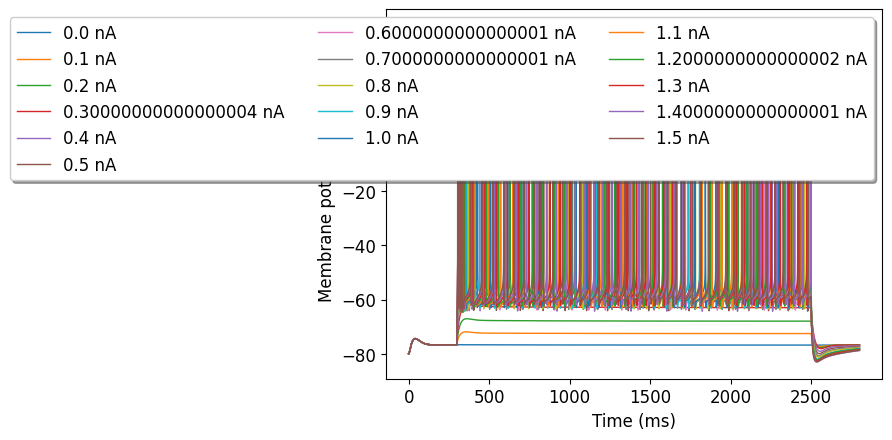 0.0 nA
0.1 nA
0.2 nA
0.30000000000000004 nA
0.4 nA
0.5 nA
0.6000000000000001 nA
0.7000000000000001 nA
0.8 nA
0.9 nA
1.0 nA
1.1 nA
1.2000000000000002 nA
1.3 nA
1.4000000000000001 nA
1.5 nA
Membrane pot
−20
−40
−60
−80
0 500 1000 1500 2000 2500
Time (ms)